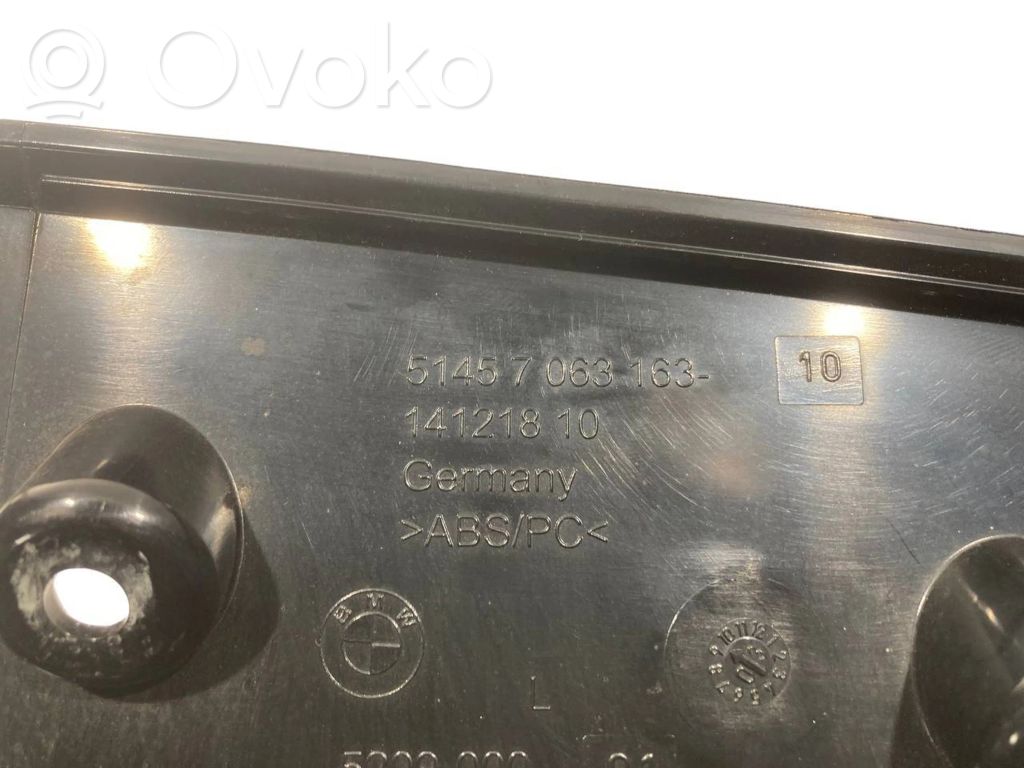 Ovoko
5145 7 063 163-
10
141218 10
Germany
>ABS/PC<
BMW
L